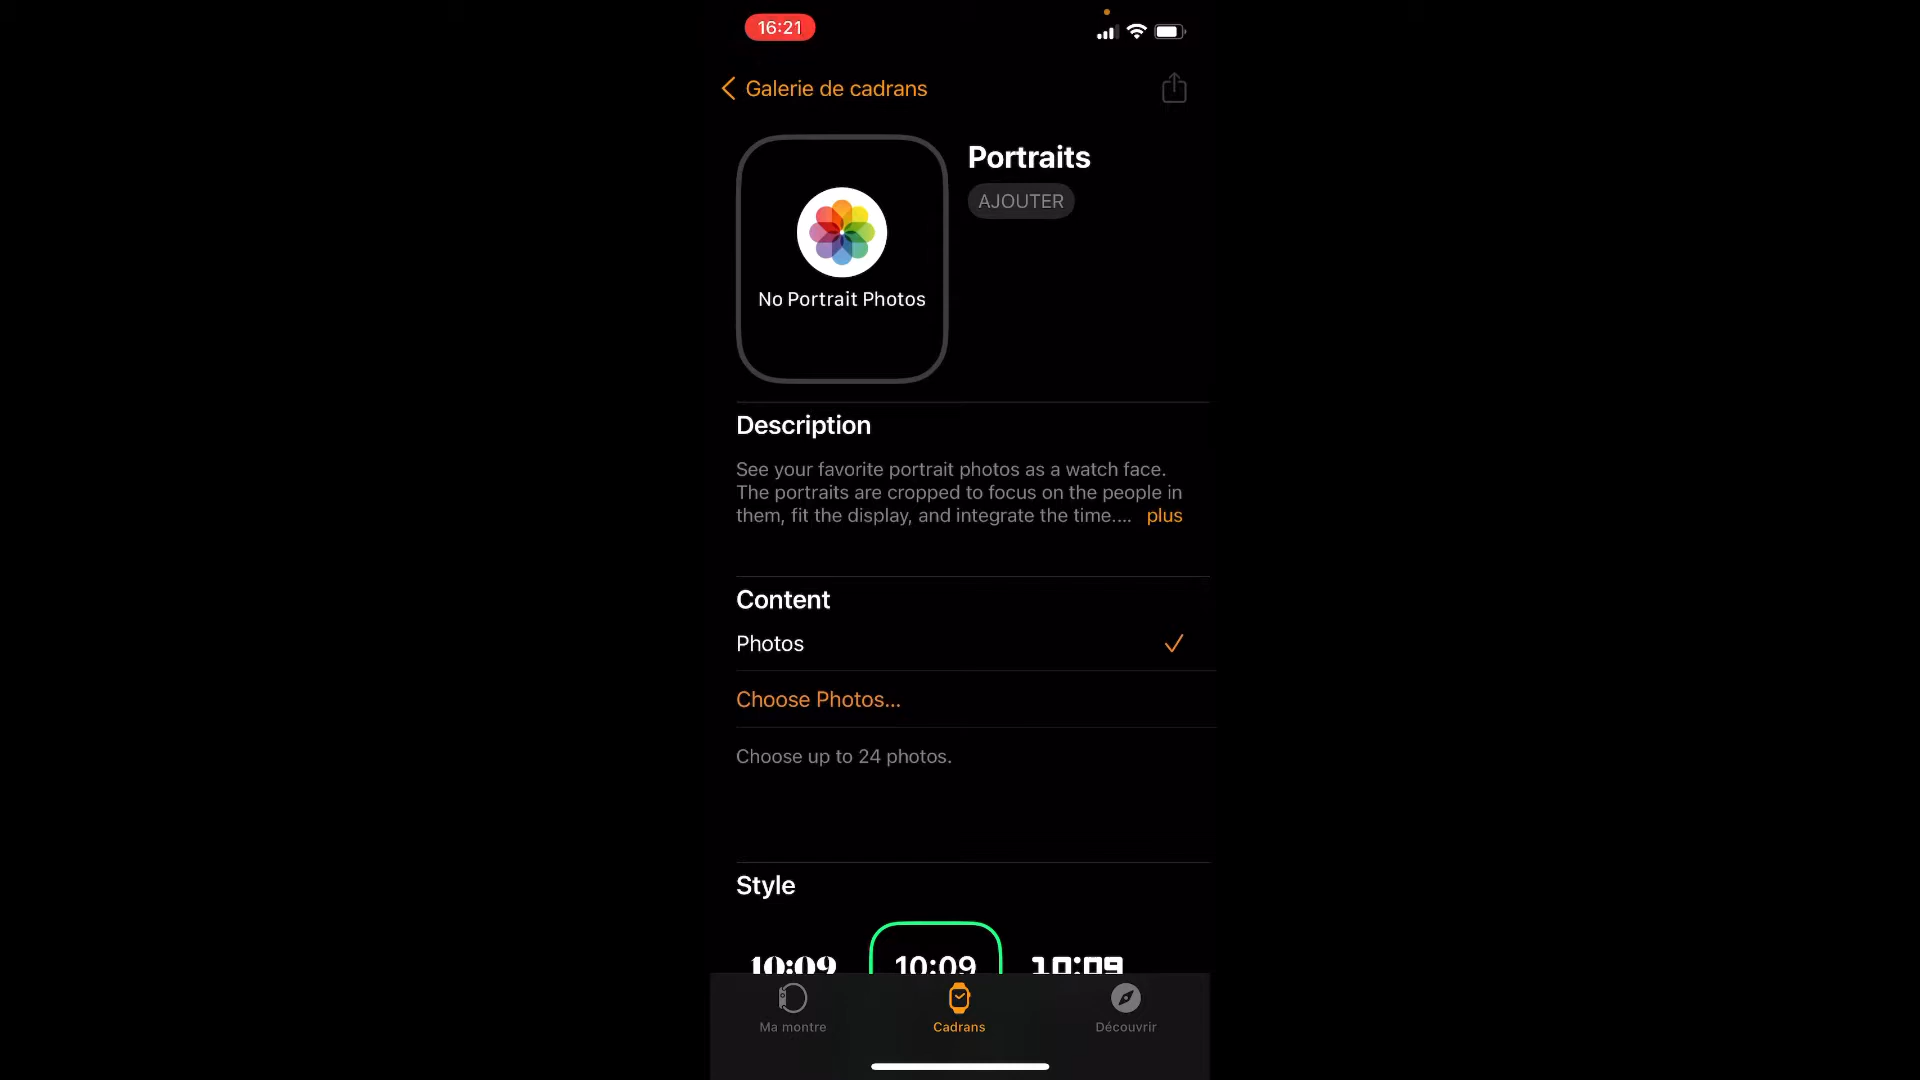 16:21
Galerie de cadrans
Portraits
AJOUTER
No Portrait Photos
Description
See your favorite portrait photos as a watch face.
The portraits are cropped to focus on the people in
them, fit the display, and integrate the time.... plus
Content
Photos
Choose Photos...
Choose up to 24 photos.
Style
10:09 10:09 10:09
Ma montre Cadrans Découvrir